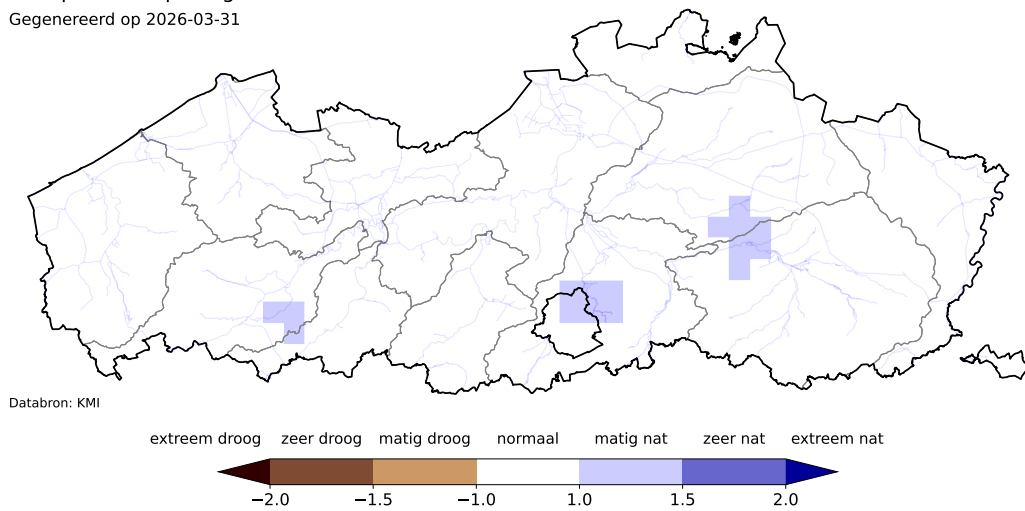 Gegenereerd op 2026-03-31
Databron: KMI
extreem droog zeer droog matig droog normaal matig nat zeer nat extreem nat
−2.0 −1.5 −1.0 1.0 1.5 2.0